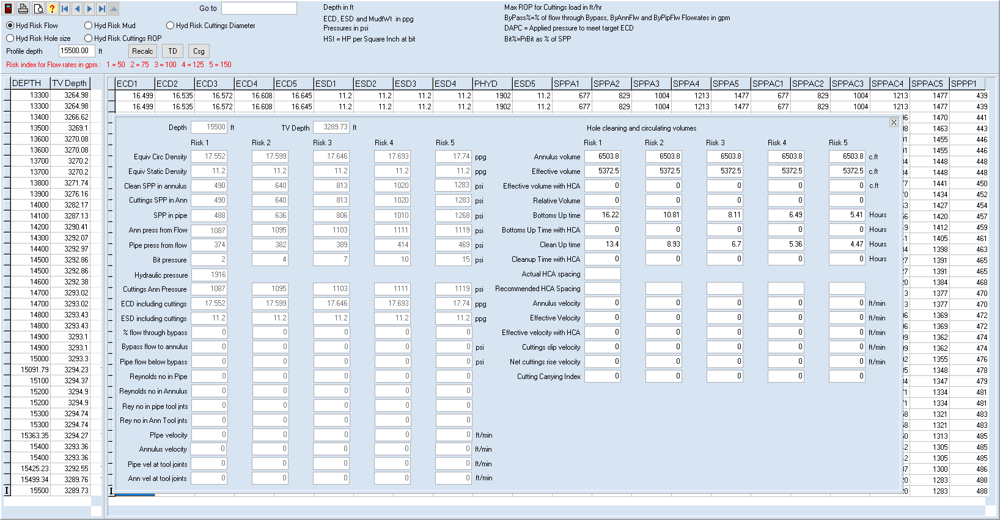 Go to
Depth in ft
Max ROP for Cuttings load in ft/hr
ECD, ESD and MudtWt in ppg
ByPass%=% of flow through Bypass, ByAnnFlw and ByPipFlw Flowrates in gpm
Hyd Risk Flow Hyd Risk Mud Hyd Risk Cuttings Diameter
Pressures in psi
DAPC = Applied pressure to meet target ECD
Hyd Risk Hole size Hyd Risk Cuttings ROP
HSI = HP per Square Inch at bit
Bit%=PrBit as % of SPP
Profile depth 15500.00 ft Recalc TD Csg
Risk index for Flow rates in gpm : 1 = 50 2 = 75 3 = 100 4 = 125 5 = 150
DEPTH TV Depth
13300 3264.98
13300 3264.98
13400 3266.62
13500 3269.1
13600 3270.08
13600 3270.08
13700 3270.2
13700 3270.2
13800 3271.74
13900 3276.16
14000 3282.17
14100 3287.13
14200 3290.41
14300 3292.07
14400 3292.97
14500 3292.86
14500 3292.86
14600 3292.38
14700 3293.02
14700 3293.02
14800 3293.43
14800 3293.43
14900 3293.1
14900 3293.1
15000 3293.3
15091.79 3294.23
15100 3294.37
15200 3294.9
15200 3294.9
15300 3294.74
15300 3294.74
15363.35 3294.27
15400 3293.36
15400 3293.36
15425.23 3292.55
15499.34 3289.76
15500 3289.73
ECD1 ECD2 ECD3 ECD4 ECD5 ESD1 ESD2 ESD3 ESD4 PHYD ESD5 SPPA1 SPPA2 SPPA3 SPPA4 SPPA5 SPPAC1 SPPAC2 SPPAC3 SPPAC4 SPPAC5 SPPP1
16.499 16.535 16.572 16.608 16.645 11.2 11.2 11.2 11.2 1902 11.2 677 829 1004 1213 1477 677 829 1004 1213 1477 439
16.499 16.535 16.572 16.608 16.645 11.2 11.2 11.2 11.2 1902 11.2 677 829 1004 1213 1477 677 829 1004 1213 1477 439
1470 441
1463 443
1455 446
1455 446
1448 448
1448 448
1441 450
1434 452
1427 454
1420 457
1412 459
1405 461
1398 463
1391 465
1391 465
1384 468
1377 470
1377 470
1369 472
1369 472
1362 474
1362 474
1355 476
1348 478
1347 479
1334 481
1334 481
1321 483
1321 483
1313 485
1305 485
1305 485
1300 486
1283 488
1283 488
Depth 15500 ft TV Depth 3289.73 ft
Risk 1 Risk 2 Risk 3 Risk 4 Risk 5
Equiv Circ Density 17.552 17.599 17.646 17.693 17.74 ppg
Equiv Static Density 11.2 11.2 11.2 11.2 11.2 ppg
Clean SPP in annulus 490 640 813 1020 1283 psi
Cuttings SPP in Ann 490 640 813 1020 1283 psi
SPP in pipe 488 636 806 1010 1268 psi
Ann press from Flow 1087 1095 1103 1111 1119 psi
Pipe press from flow 374 382 389 414 469 psi
Bit pressure 2 4 7 10 15 psi
Hydraulic pressure 1916
Cuttings Ann Pressure 1087 1095 1103 1111 1119 psi
ECD including cuttings 17.552 17.599 17.646 17.693 17.74 ppg
ESD including cuttings 11.2 11.2 11.2 11.2 11.2 ppg
% flow through bypass 0 0 0 0 0
Bypass flow to annulus 0 0 0 0 0 psi
Pipe flow below bypass 0 0 0 0 0 psi
Reynolds no in Pipe 0 0 0 0 0
Reynolds no in Annulus 0 0 0 0 0
Rey no in pipe tool jnts 0 0 0 0 0
Rey no in Ann Tool jnts 0 0 0 0 0
PIpe velocity 0 0 0 0 0 ft/min
Annulus velocity 0 0 0 0 0 ft/min
Pipe vel at tool joints 0 0 0 0 0 ft/min
Ann vel at tool joints 0 0 0 0 0 ft/min
Hole cleaning and circulating volumes
Risk 1 Risk 2 Risk 3 Risk 4 Risk 5
Annulus volume 6503.8 6503.8 6503.8 6503.8 6503.8 c.ft
Effective volume 5372.5 5372.5 5372.5 5372.5 5372.5 c.ft
Effective volume with HCA 0 0 0 0 0 c.ft
Relative Volume 0 0 0 0 0
Bottoms Up time 16.22 10.81 8.11 6.49 5.41 Hours
Bottoms Up Time with HCA 0 0 0 0 0 Hours
Clean Up time 13.4 8.93 6.7 5.36 4.47 Hours
Cleanup Time with HCA 0 0 0 0 0 Hours
Actual HCA spacing
Recommended HCA Spacing
Annulus velocity 0 0 0 0 0 ft/min
Effective Velocity 0 0 0 0 0 ft/min
Effective velocity with HCA 0 0 0 0 0 ft/min
Cuttings slip velocity 0 0 0 0 0 ft/min
Net cuttings rise velocity 0 0 0 0 0 ft/min
Cutting Carrying Index 0 0 0 0 0